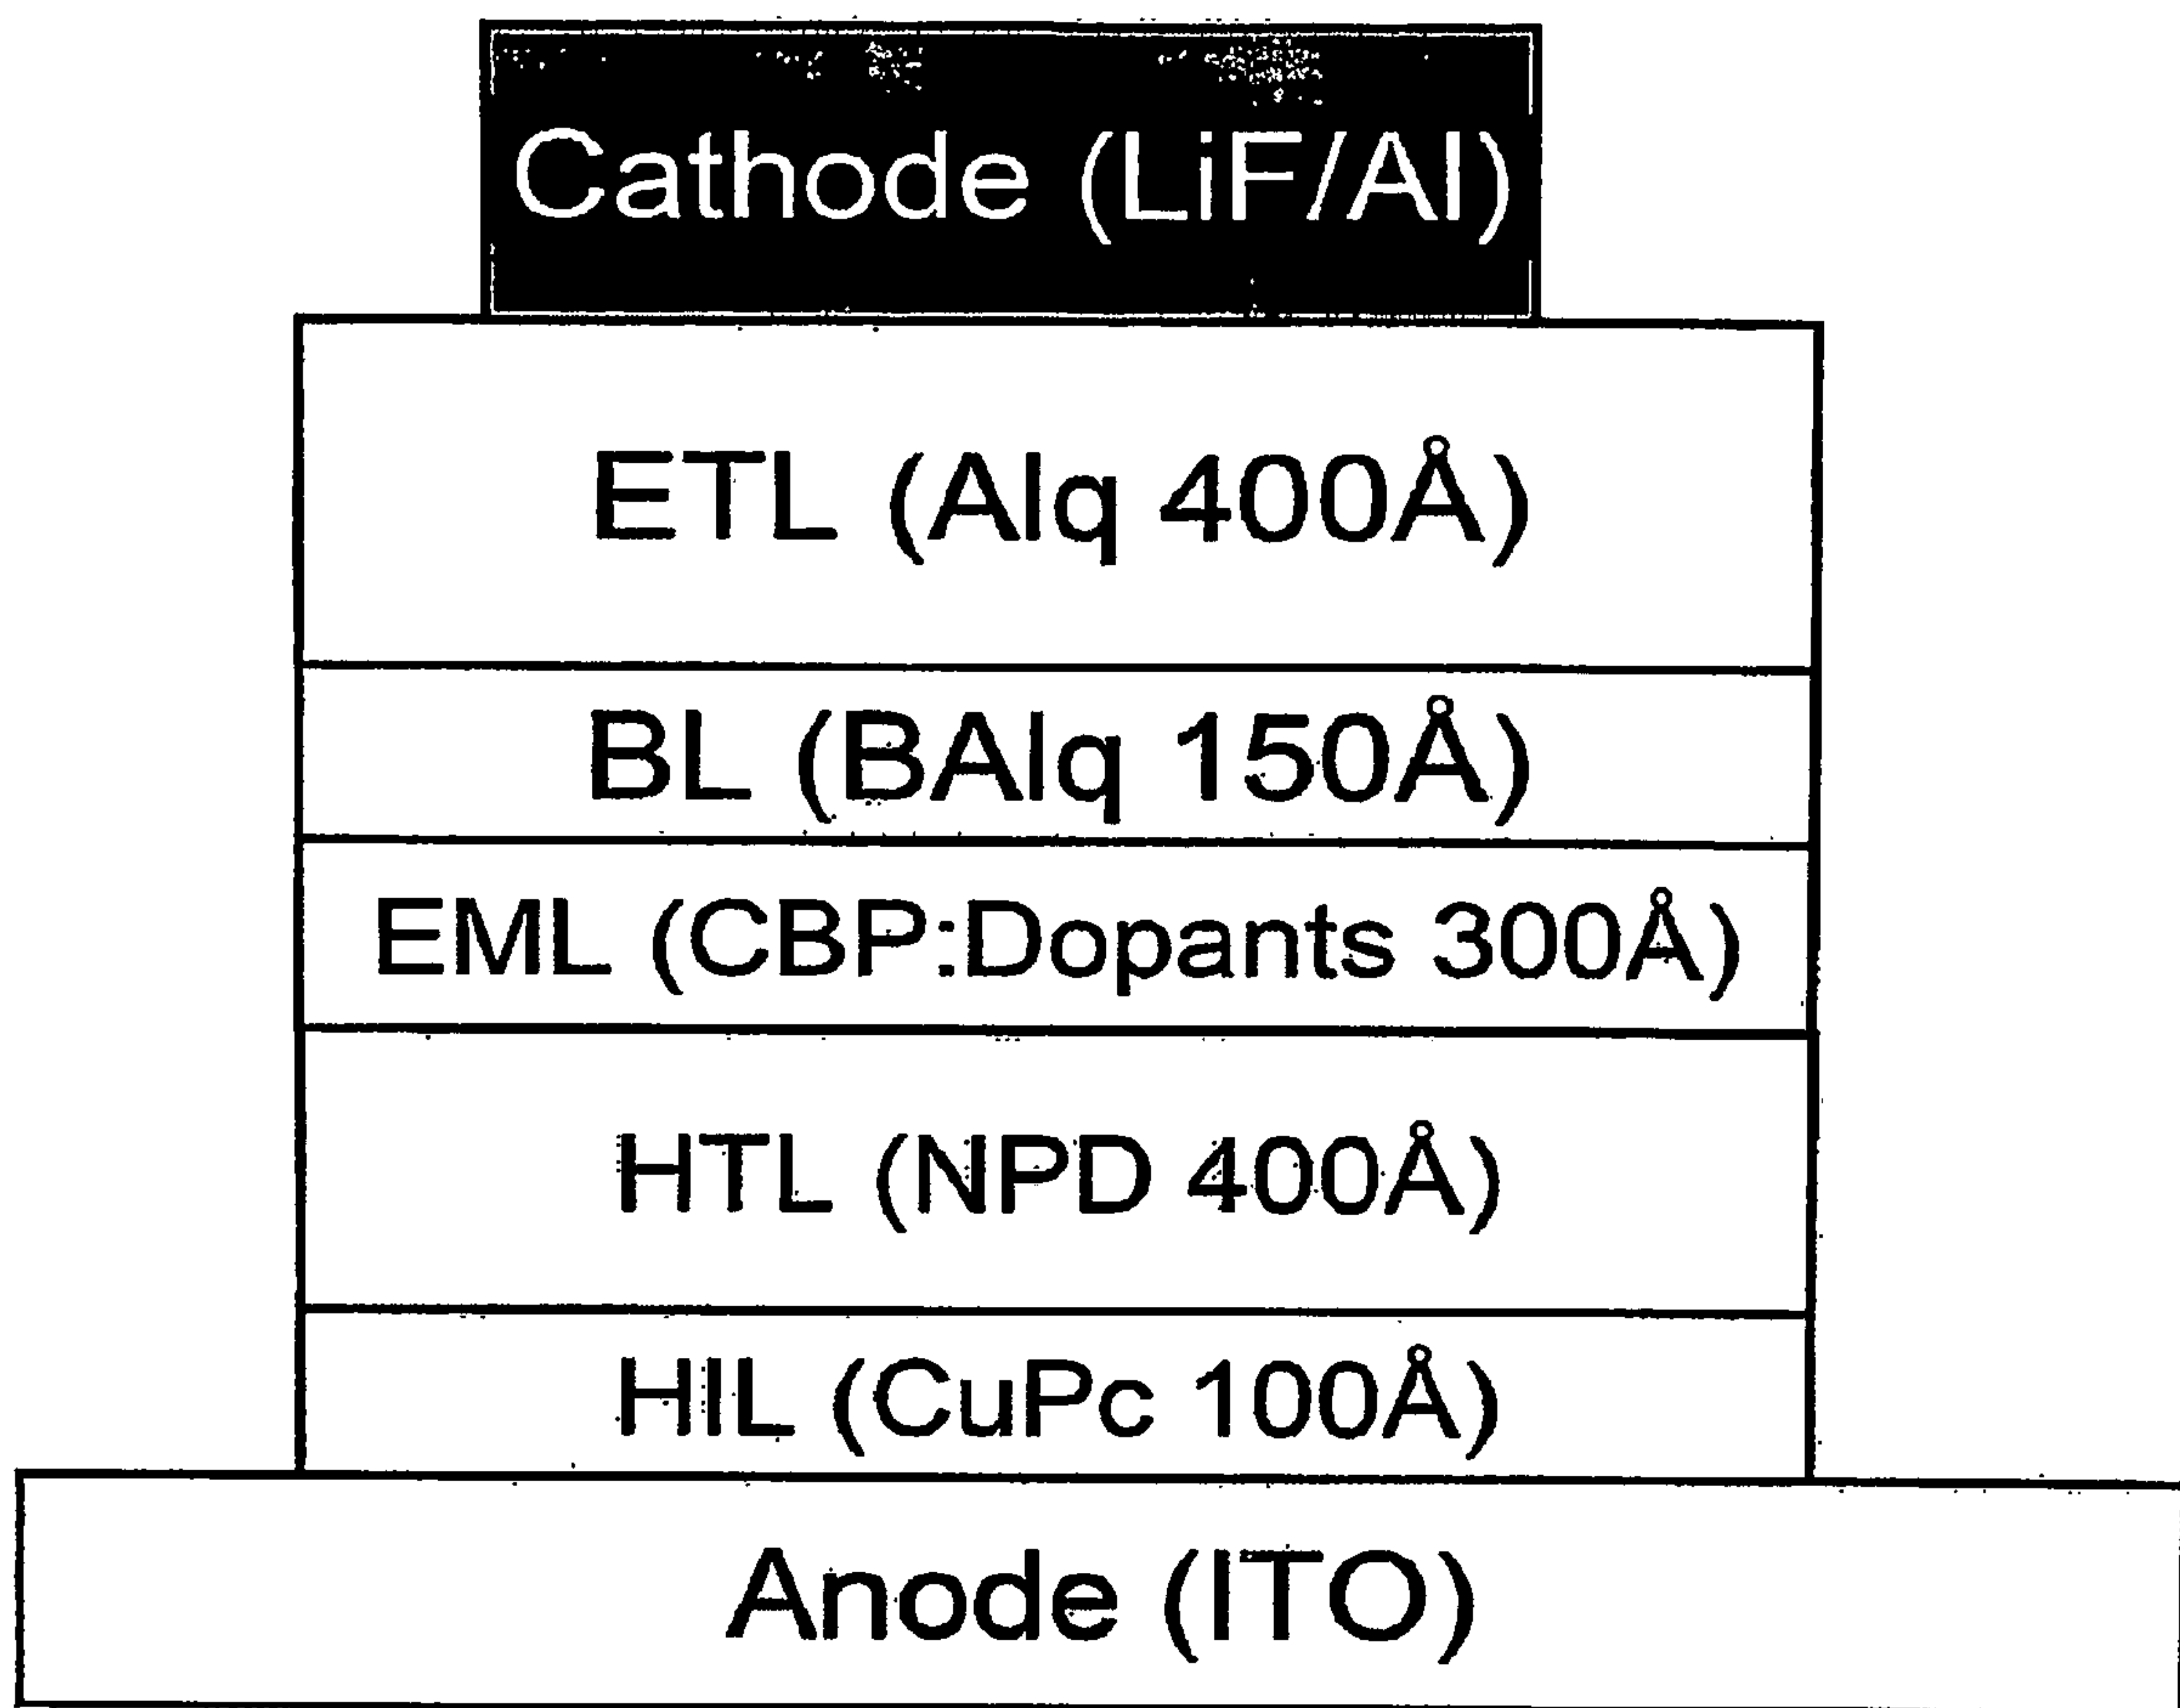 Cathode (LiF/Al)
ETL (Alq 400Å)
BL (BAlq 150Å)
EML (CBP:Dopants 300Å)
HTL (NPD 400Å)
HIL (CuPc 100Å)
Anode (ITO)